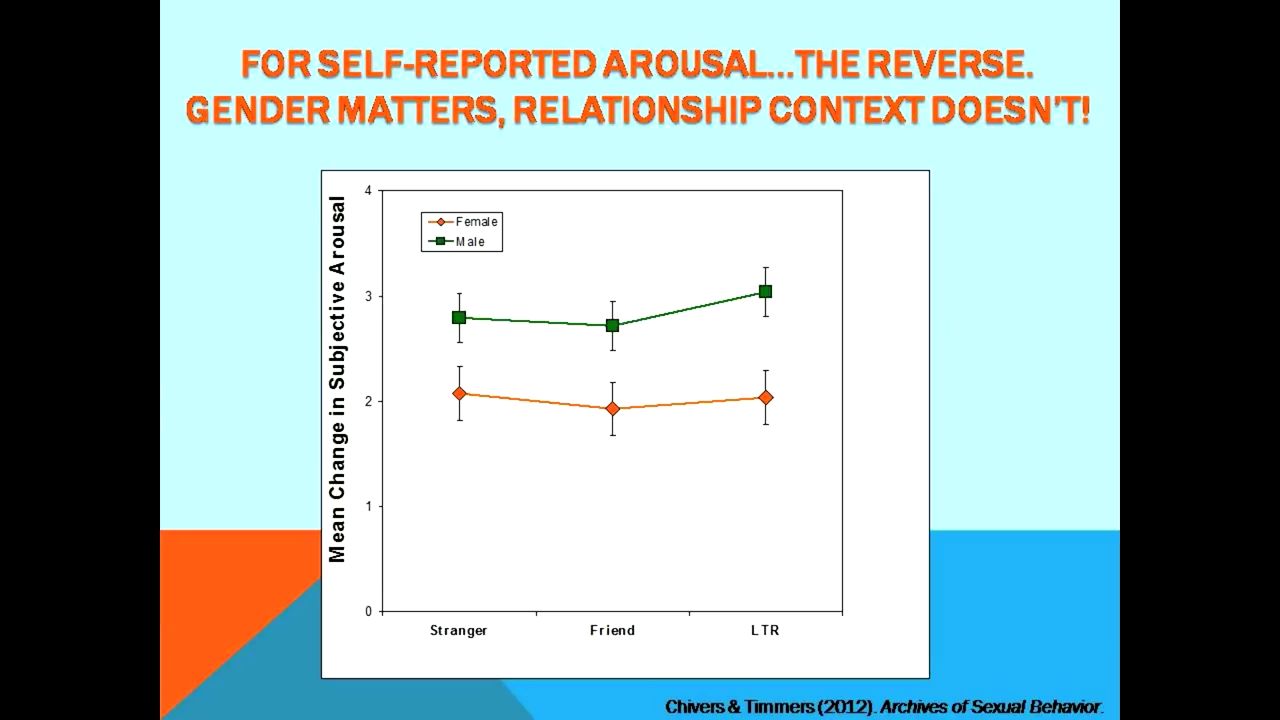 FOR SELF-REPORTED AROUSAL...THE REVERSE.
GENDER MATTERS, RELATIONSHIP CONTEXT DOESN'T!
Mean Change in Subjective Arousal
4
3
2
1
0
Female
Male
Stranger
Friend
LTR
Chivers & Timmers (2012). Archives of Sexual Behavior.